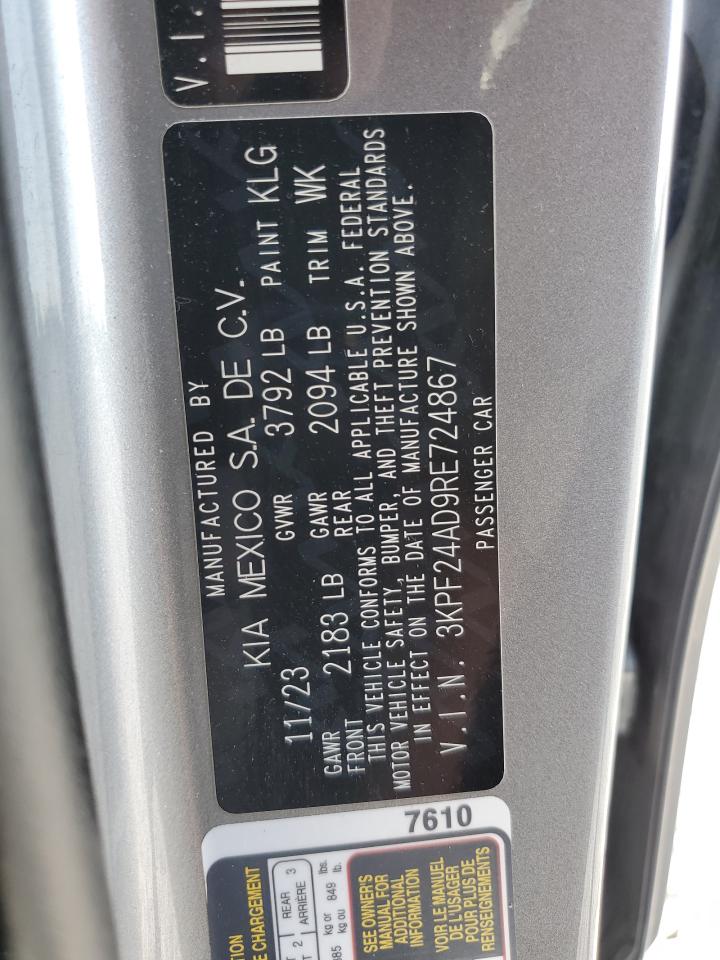 MANUFACTURED BY
KIA MEXICO S.A. DE C.V.
11/23 GVWR 3792 LB PAINT KLG
GAWR FRONT 2183 LB GAWR REAR 2094 LB TRIM WK
THIS VEHICLE CONFORMS TO ALL APPLICABLE U.S.A. FEDERAL
MOTOR VEHICLE SAFETY, BUMPER, AND THEFT PREVENTION STANDARDS
IN EFFECT ON THE DATE OF MANUFACTURE SHOWN ABOVE.
V.I.N. 3KPF24AD9RE724867
PASSENGER CAR
V.I.
7610
CHARGEMENT
2 REAR 3
ARRIÈRE
385 kg or 849 lbs.
kg ou lb.
SEE OWNER'S
MANUAL FOR
ADDITIONAL
INFORMATION
VOIR LE MANUEL
DE L'USAGER
POUR PLUS DE
RENSEIGNEMENTS